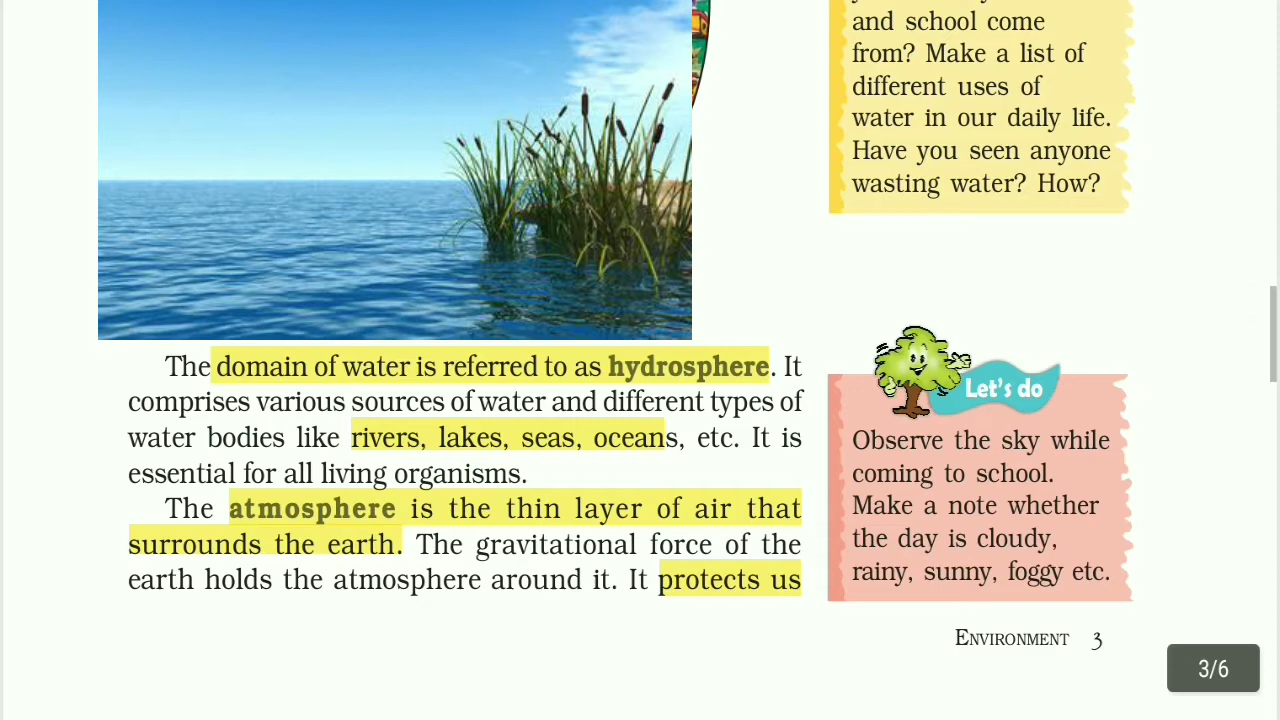 and school come
from? Make a list of
different uses of
water in our daily life.
Have you seen anyone
wasting water? How?
The domain of water is referred to as hydrosphere. It
comprises various sources of water and different types of
water bodies like rivers, lakes, seas, oceans, etc. It is
essential for all living organisms.
The atmosphere is the thin layer of air that
surrounds the earth. The gravitational force of the
earth holds the atmosphere around it. It protects us
Let's do
Observe the sky while
coming to school.
Make a note whether
the day is cloudy,
rainy, sunny, foggy etc.
ENVIRONMENT 3
3/6